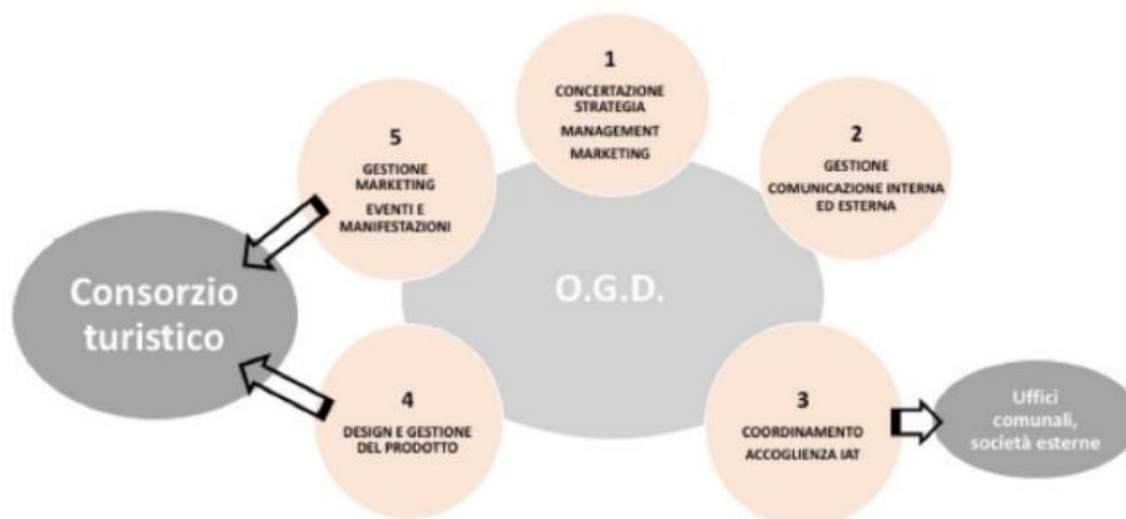 1
CONCERTAZIONE
STRATEGIA
MANAGEMENT
MARKETING
2
GESTIONE
COMUNICAZIONE INTERNA
ED ESTERNA
5
GESTIONE
MARKETING
EVENTI E
MANIFESTAZIONI
O.G.D.
Consorzio
turistico
4
DESIGN E GESTIONE
DEL PRODOTTO
3
COORDINAMENTO
ACCOGLIENZA IAT
Uffici
comunali,
società esterne